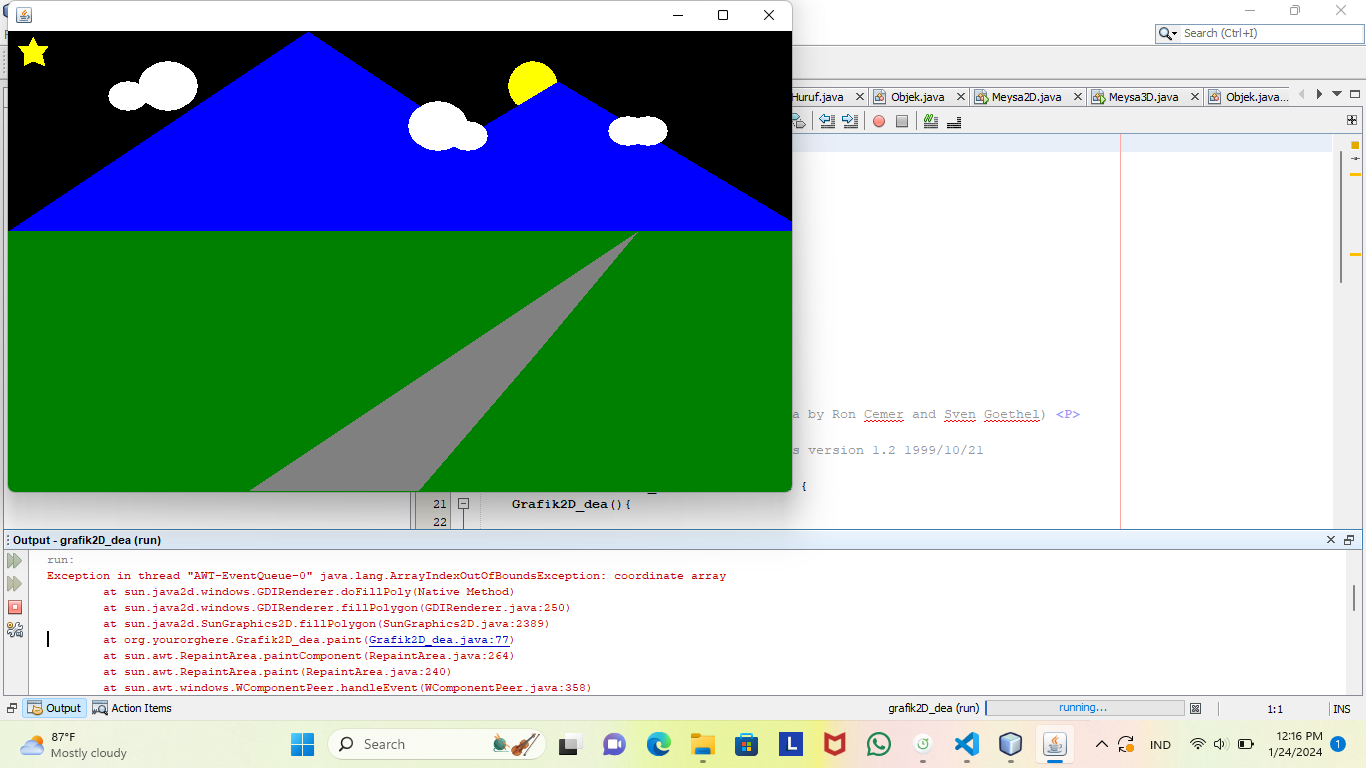 Search (Ctrl+I)
Huruf.java Objek.java Meysa2D.java Meysa3D.java Objek.java...
a by Ron Cemer and Sven Goethel) <P>
s version 1.2 1999/10/21
{
21 Grafik2D_dea(){
22
Output - grafik2D_dea (run)
run:
Exception in thread "AWT-EventQueue-0" java.lang.ArrayIndexOutOfBoundsException: coordinate array
at sun.java2d.windows.GDIRenderer.doFillPoly(Native Method)
at sun.java2d.windows.GDIRenderer.fillPolygon(GDIRenderer.java:250)
at sun.java2d.SunGraphics2D.fillPolygon(SunGraphics2D.java:2389)
at org.yourorghere.Grafik2D_dea.paint(Grafik2D_dea.java:77)
at sun.awt.RepaintArea.paintComponent(RepaintArea.java:264)
at sun.awt.RepaintArea.paint(RepaintArea.java:240)
at sun.awt.windows.WComponentPeer.handleEvent(WComponentPeer.java:358)
Output Action Items grafik2D_dea (run) running... 1:1 INS
87°F
Mostly cloudy
Search
L
IND
12:16 PM
1/24/2024
1